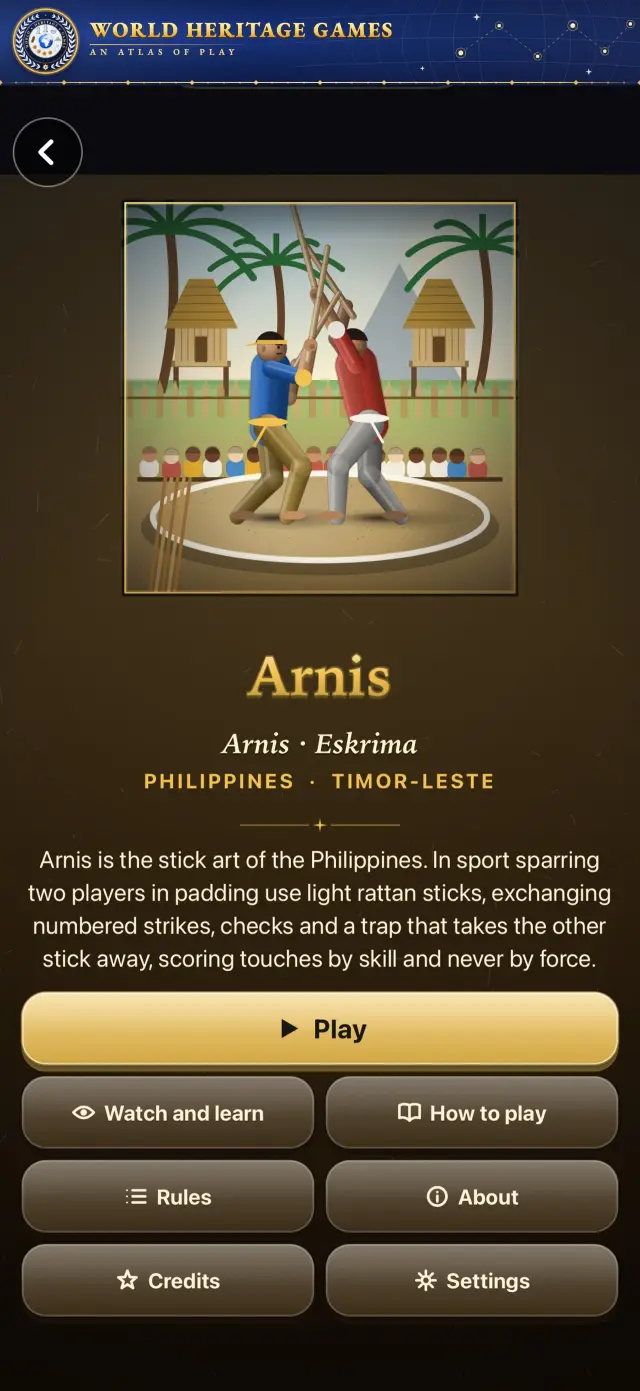 WORLD HERITAGE GAMES
AN ATLAS OF PLAY
Arnis
Arnis · Eskrima
PHILIPPINES · TIMOR-LESTE
Arnis is the stick art of the Philippines. In sport sparring
two players in padding use light rattan sticks, exchanging
numbered strikes, checks and a trap that takes the other
stick away, scoring touches by skill and never by force.
Play
Watch and learn
How to play
Rules
About
Credits
Settings